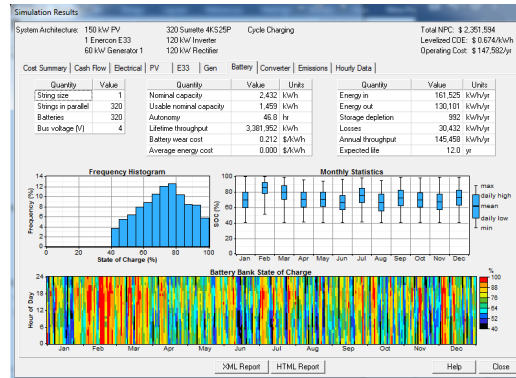 Simulation Results
System Architecture: 150 kW PV 320 Surrette 4KS25P Cycle Charging Total NPC: $ 2,351,594
1 Enercon E33 120 kW Inverter Levelized COE: $ 0.674/kWh
60 kW Generator 1 120 kW Rectifier Operating Cost: $ 147,582/yr
Cost Summary Cash Flow Electrical PV E33 Gen Battery Converter Emissions Hourly Data
Quantity Value Quantity Value Units Quantity Value Units
String size 1 Nominal capacity 2,432 kWh Energy in 161,525 kWh/yr
Strings in parallel 320 Usable nominal capacity 1,459 kWh Energy out 130,101 kWh/yr
Batteries 320 Autonomy 46.8 hr Storage depletion 992 kWh/yr
Bus voltage (V) 4 Lifetime throughput 3,381,952 kWh Losses 30,432 kWh/yr
Battery wear cost 0.212 $/kWh Annual throughput 145,458 kWh/yr
Average energy cost 0.000 $/kWh Expected life 12.0 yr
Frequency Histogram
14
12
10
8
6
4
2
0
Frequency (%)
0 20 40 60 80 100
State of Charge (%)
Monthly Statistics
100
80
60
40
20
0
SOC (%)
Jan Feb Mar Apr May Jun Jul Aug Sep Oct Nov Dec
max
daily high
mean
daily low
min
Battery Bank State of Charge
24
18
12
6
0
Hour of Day
Jan Feb Mar Apr May Jun Jul Aug Sep Oct Nov Dec
%
100
88
76
64
52
40
XML Report HTML Report Help Close